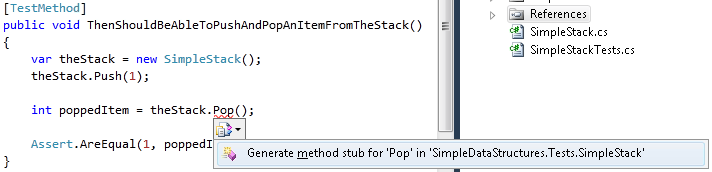 [TestMethod]
public void ThenShouldBeAbleToPushAndPopAnItemFromTheStack()
{
var theStack = new SimpleStack();
theStack.Push(1);
int poppedItem = theStack.Pop();
Assert.AreEqual(1, poppedI
}
Generate method stub for 'Pop' in 'SimpleDataStructures.Tests.SimpleStack'
References
SimpleStack.cs
SimpleStackTests.cs